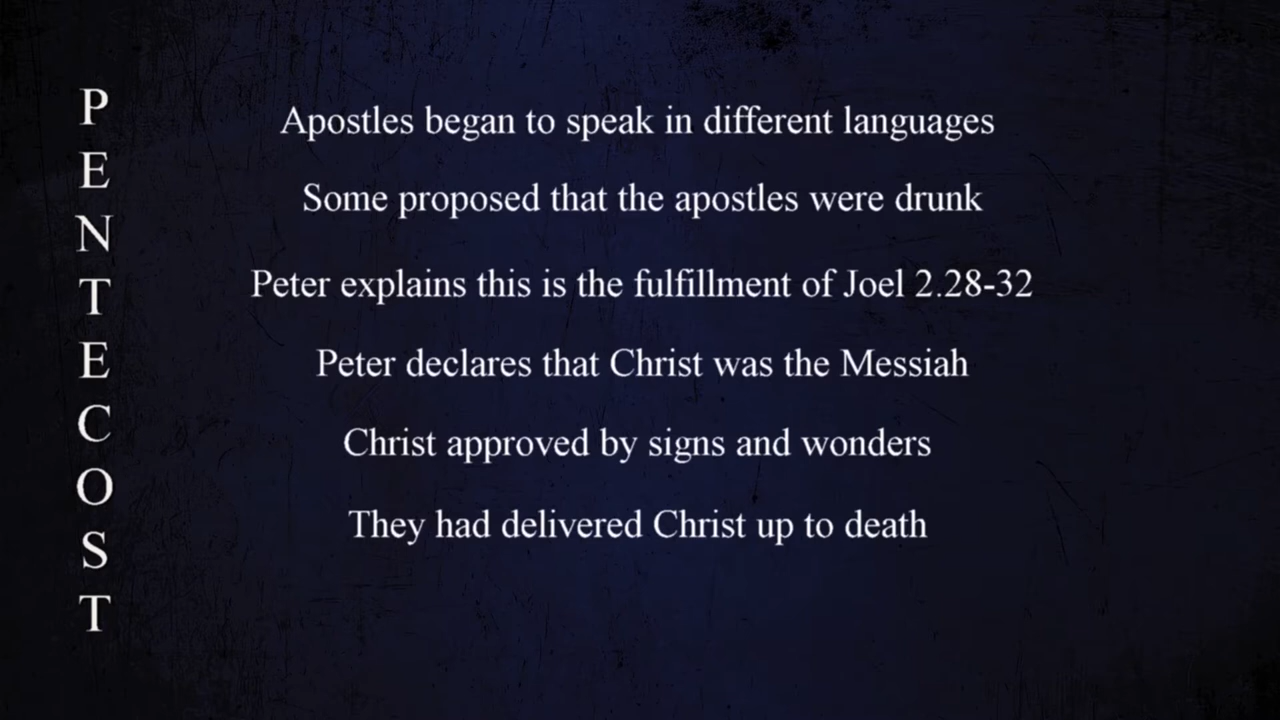 PENTECOST
Apostles began to speak in different languages
Some proposed that the apostles were drunk
Peter explains this is the fulfillment of Joel 2.28-32
Peter declares that Christ was the Messiah
Christ approved by signs and wonders
They had delivered Christ up to death